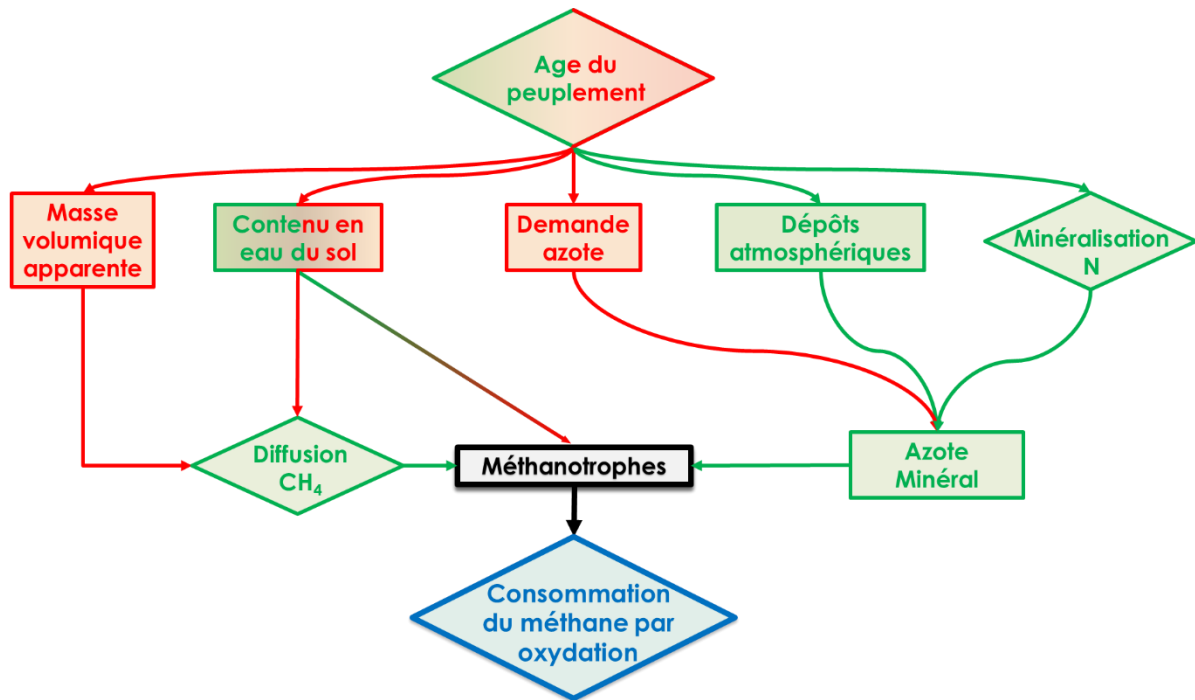 Age du
peuplement
Masse
volumique
apparente
Contenu en
eau du sol
Demande
azote
Dépôts
atmosphériques
Minéralisation
N
Diffusion
CH₄
Méthanotrophes
Azote
Minéral
Consommation
du méthane par
oxydation